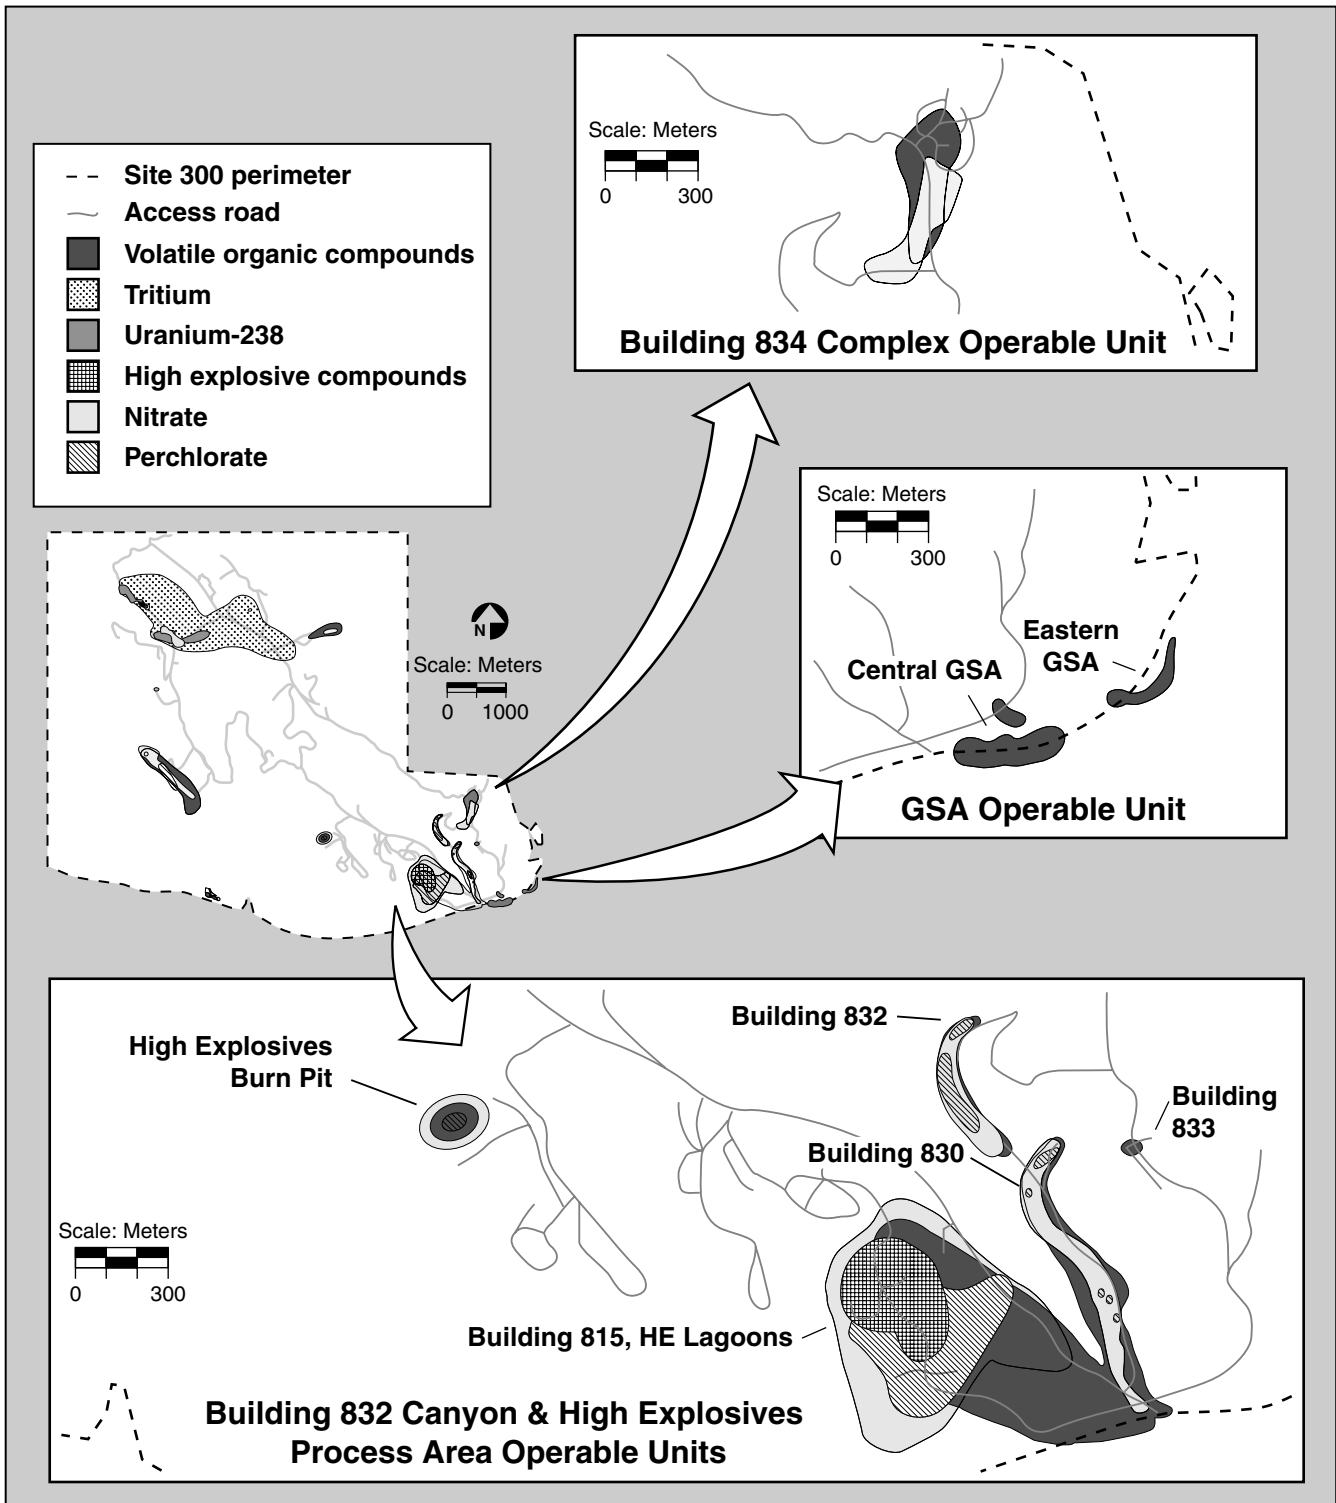 Scale: Meters
0 300
Building 834 Complex Operable Unit
Site 300 perimeter
Access road
Volatile organic compounds
Tritium
Uranium-238
High explosive compounds
Nitrate
Perchlorate
Scale: Meters
0 300
Eastern
GSA
Central GSA
GSA Operable Unit
N
Scale: Meters
0 1000
Building 832
High Explosives
Burn Pit
Building
833
Building 830
Scale: Meters
0 300
Building 815, HE Lagoons
Building 832 Canyon & High Explosives
Process Area Operable Units